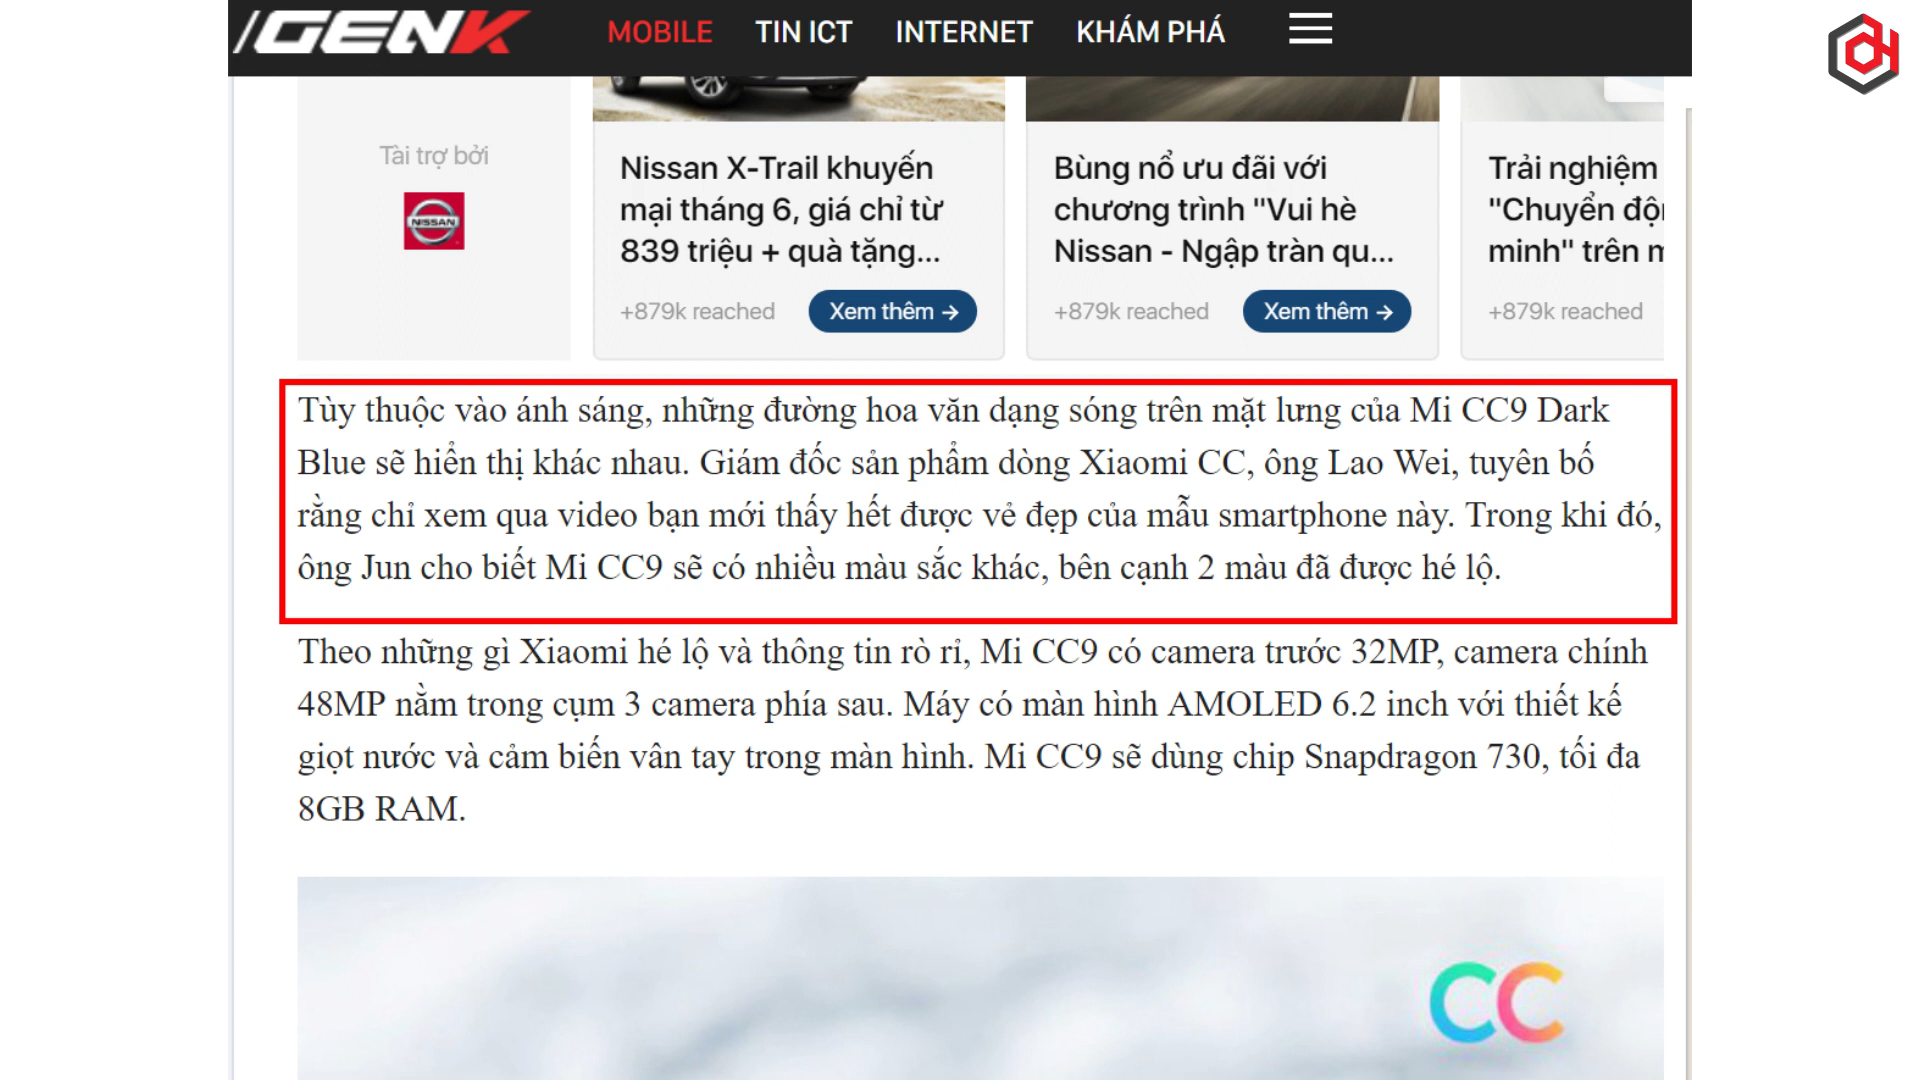 GENK
MOBILE TIN ICT INTERNET KHÁM PHÁ
Tài trợ bởi
NISSAN
Nissan X-Trail khuyến
mại tháng 6, giá chỉ từ
839 triệu + quà tặng...
+879k reached Xem thêm →
Bùng nổ ưu đãi với
chương trình "Vui hè
Nissan - Ngập tràn qu...
+879k reached Xem thêm →
Trải nghiệm
"Chuyển độ
minh" trên
+879k reached
Tùy thuộc vào ánh sáng, những đường hoa văn dạng sóng trên mặt lưng của Mi CC9 Dark
Blue sẽ hiển thị khác nhau. Giám đốc sản phẩm dòng Xiaomi CC, ông Lao Wei, tuyên bố
rằng chỉ xem qua video bạn mới thấy hết được vẻ đẹp của mẫu smartphone này. Trong khi đó,
ông Jun cho biết Mi CC9 sẽ có nhiều màu sắc khác, bên cạnh 2 màu đã được hé lộ.
Theo những gì Xiaomi hé lộ và thông tin rò rỉ, Mi CC9 có camera trước 32MP, camera chính
48MP nằm trong cụm 3 camera phía sau. Máy có màn hình AMOLED 6.2 inch với thiết kế
giọt nước và cảm biến vân tay trong màn hình. Mi CC9 sẽ dùng chip Snapdragon 730, tối đa
8GB RAM.
CC